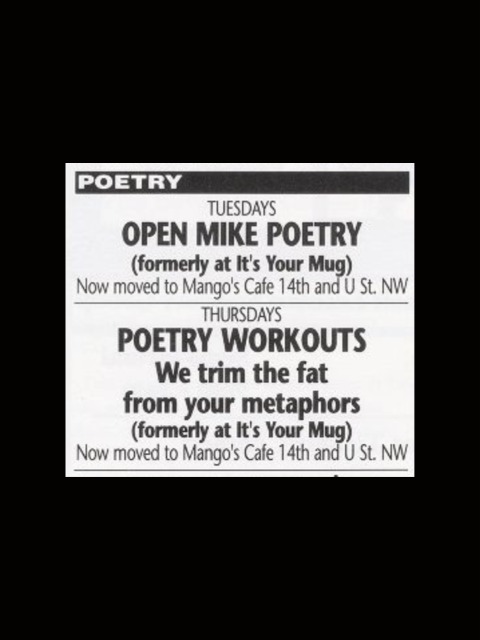 POETRY
TUESDAYS
OPEN MIKE POETRY
(formerly at It's Your Mug)
Now moved to Mango's Cafe 14th and U St. NW
THURSDAYS
POETRY WORKOUTS
We trim the fat
from your metaphors
(formerly at It's Your Mug)
Now moved to Mango's Cafe 14th and U St. NW